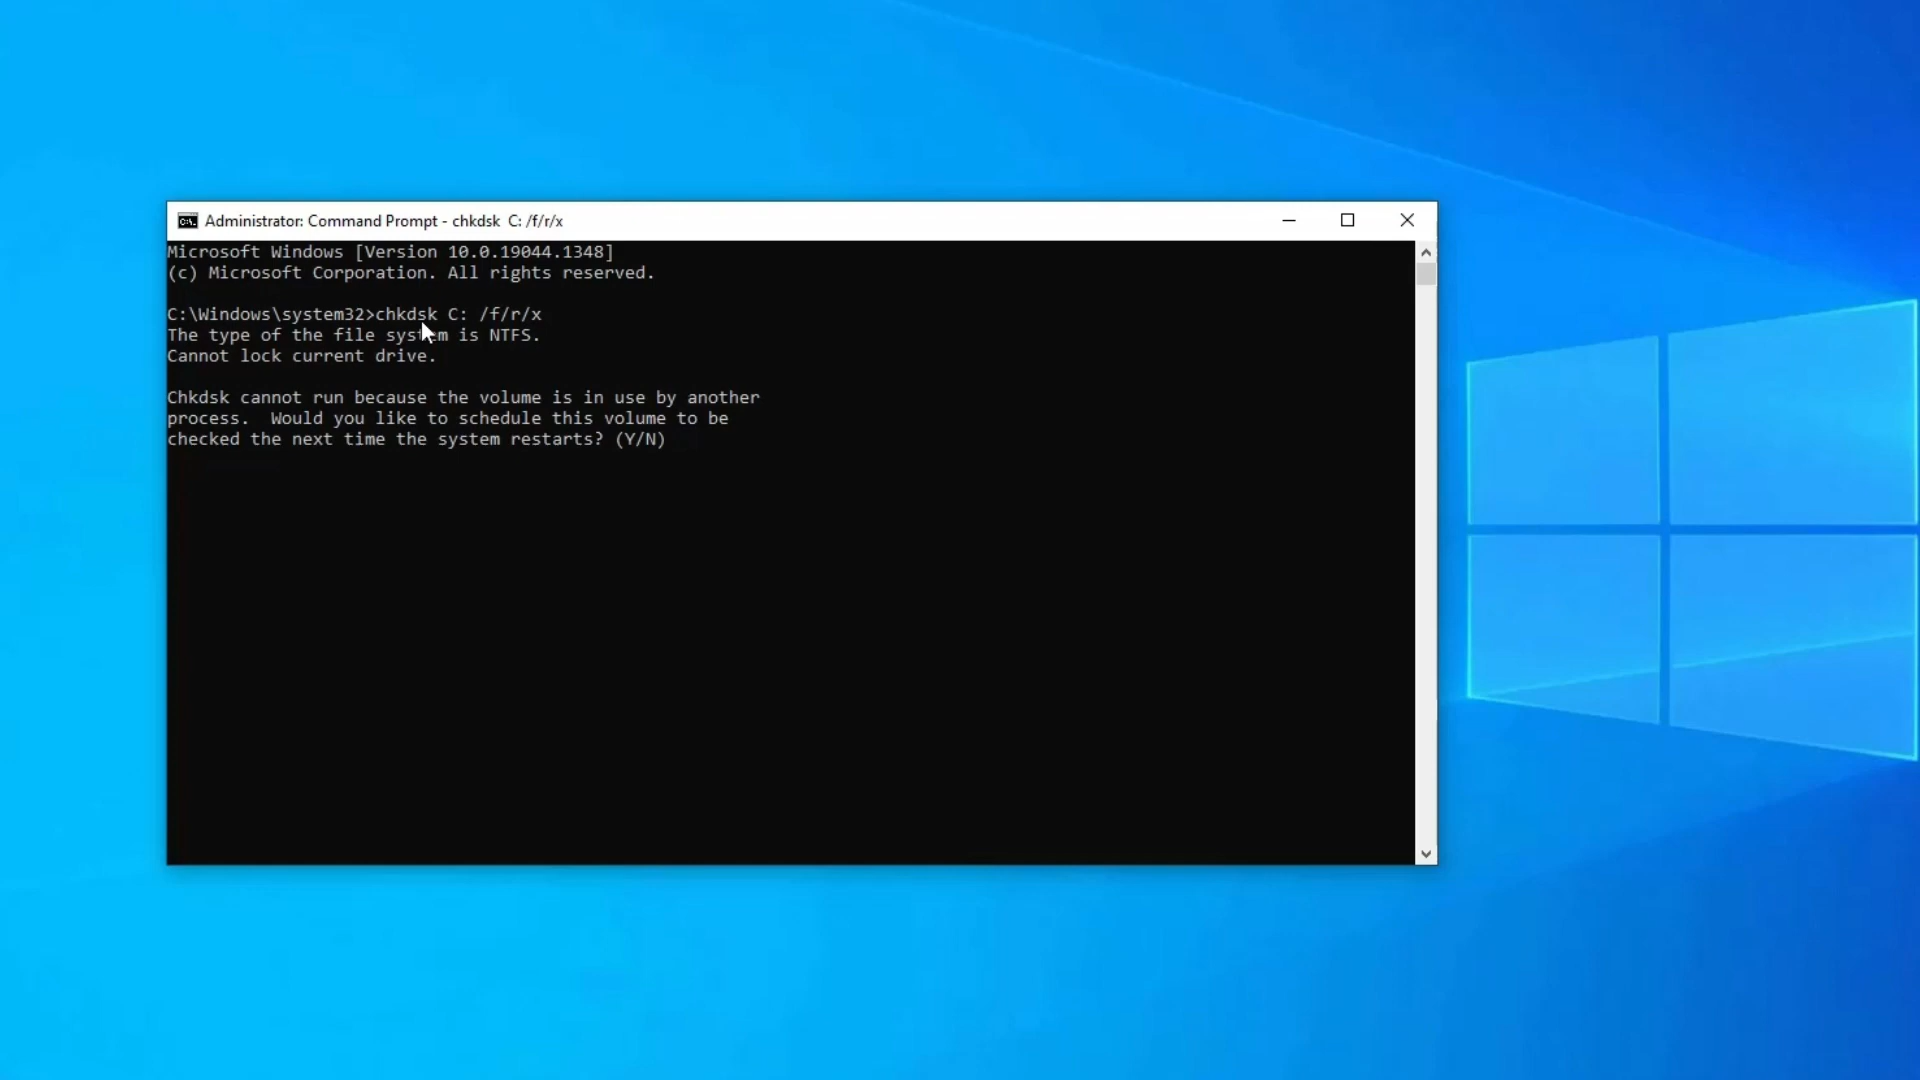 Administrator: Command Prompt - chkdsk  C: /f/r/x
Microsoft Windows [Version 10.0.19044.1348]
(c) Microsoft Corporation. All rights reserved.
C:\Windows\system32>chkdsk C: /f/r/x
The type of the file system is NTFS.
Cannot lock current drive.
Chkdsk cannot run because the volume is in use by another
process.  Would you like to schedule this volume to be
checked the next time the system restarts? (Y/N)